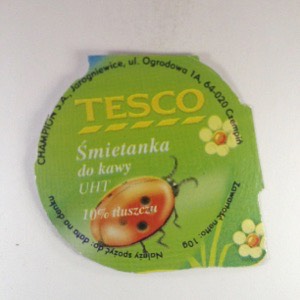 CHAMPION S.A. Jarogniewice, ul. Ogrodowa 1A, 64-020 Czempiń
TESCO
Śmietanka
do kawy
UHT
10% tłuszczu
Zawartość netto: 10g
Należy spożyć do: data na denku